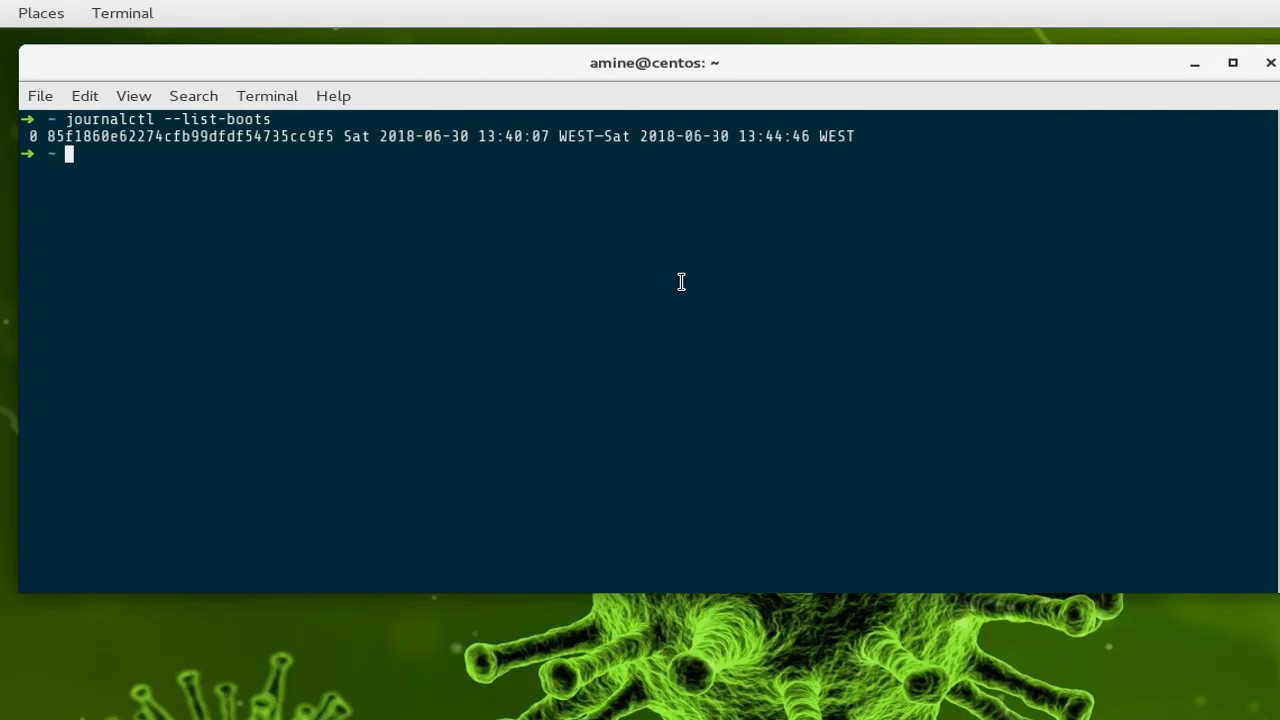 Places Terminal
amine@centos: ~
File Edit View Search Terminal Help
➔ ~ journalctl --list-boots
0 85f1860e62274cfb99dfdf54735cc9f5 Sat 2018-06-30 13:40:07 WEST—Sat 2018-06-30 13:44:46 WEST
➔ ~